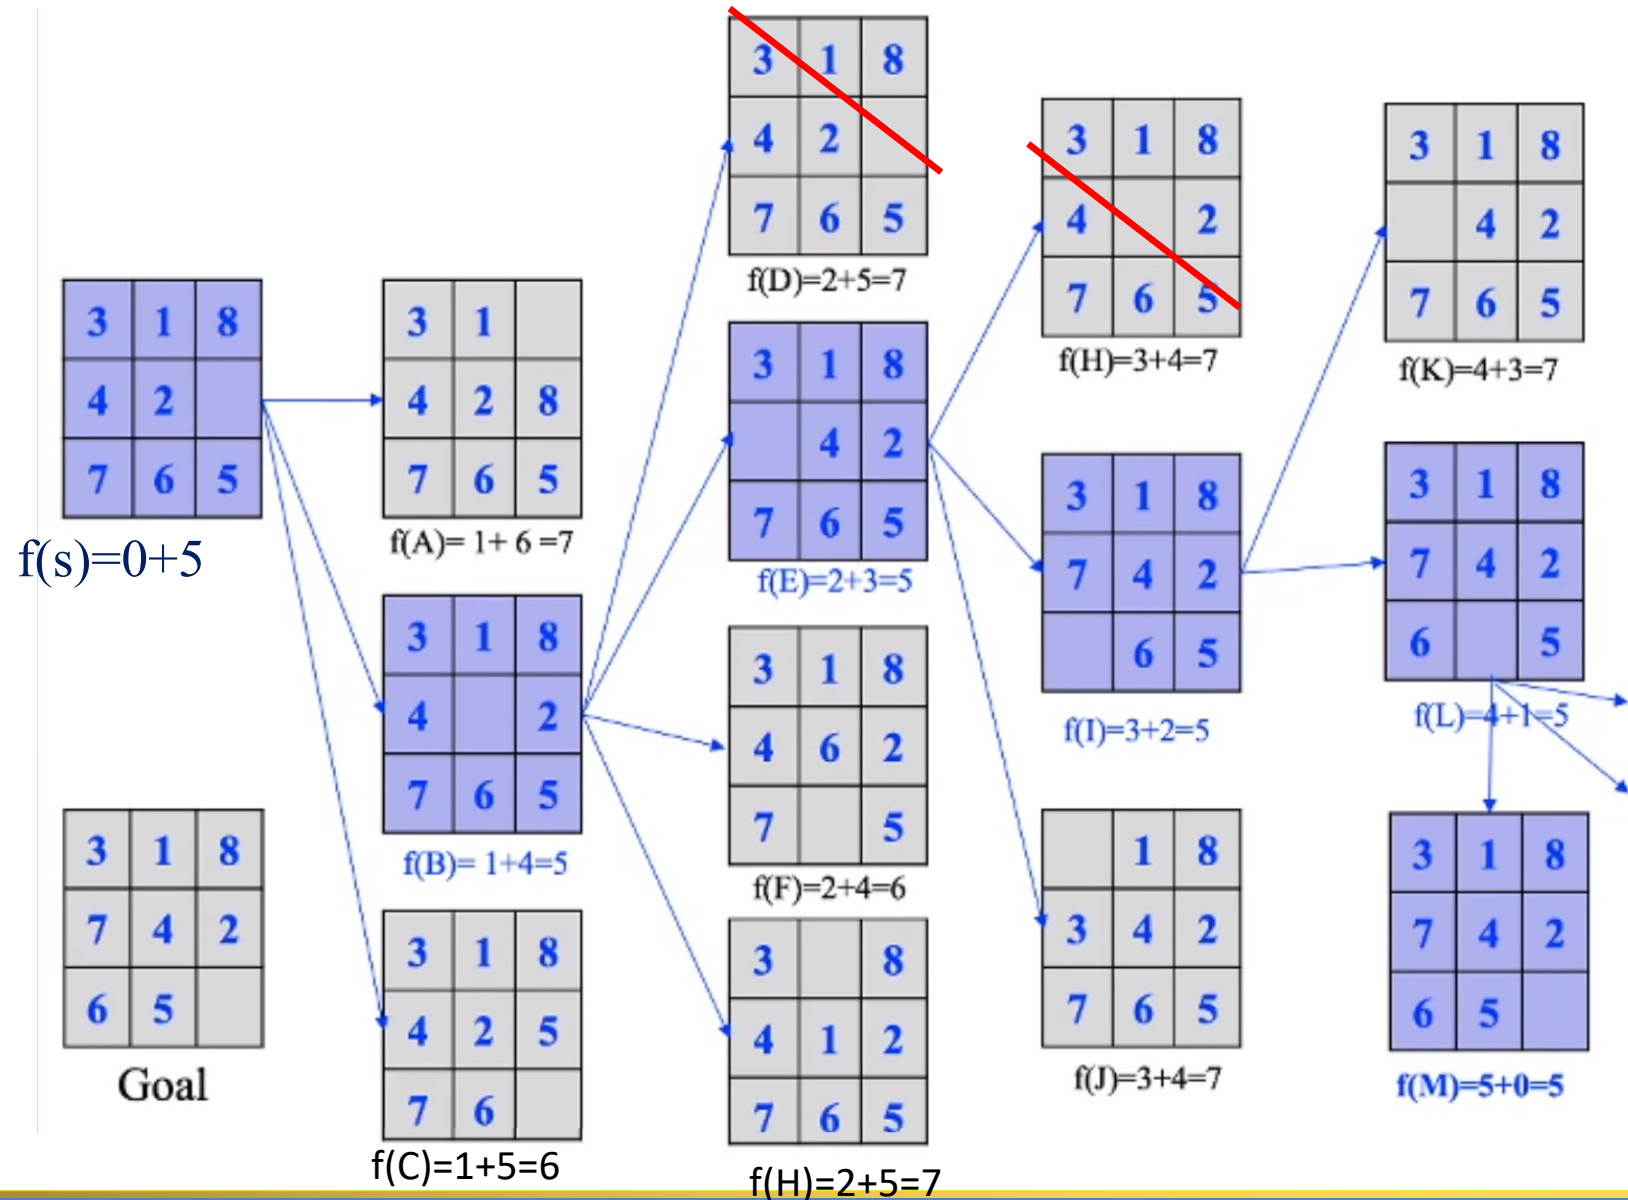 3 1 8
4 2
7 6 5
f(s)=0+5
3 1 8
7 4 2
6 5
Goal
3 1
4 2 8
7 6 5
f(A)= 1+ 6 =7
3 1 8
4 2
7 6 5
f(B)= 1+4=5
3 1 8
4 2 5
7 6
f(C)=1+5=6
3 1 8
4 2
7 6 5
f(D)=2+5=7
3 1 8
4 2
7 6 5
f(E)=2+3=5
3 1 8
4 6 2
7 5
f(F)=2+4=6
3 8
4 1 2
7 6 5
f(H)=2+5=7
3 1 8
4 2
7 6 5
f(H)=3+4=7
3 1 8
7 4 2
6 5
f(I)=3+2=5
1 8
3 4 2
7 6 5
f(J)=3+4=7
3 1 8
4 2
7 6 5
f(K)=4+3=7
3 1 8
7 4 2
6 5
f(L)=4+1=5
3 1 8
7 4 2
6 5
f(M)=5+0=5